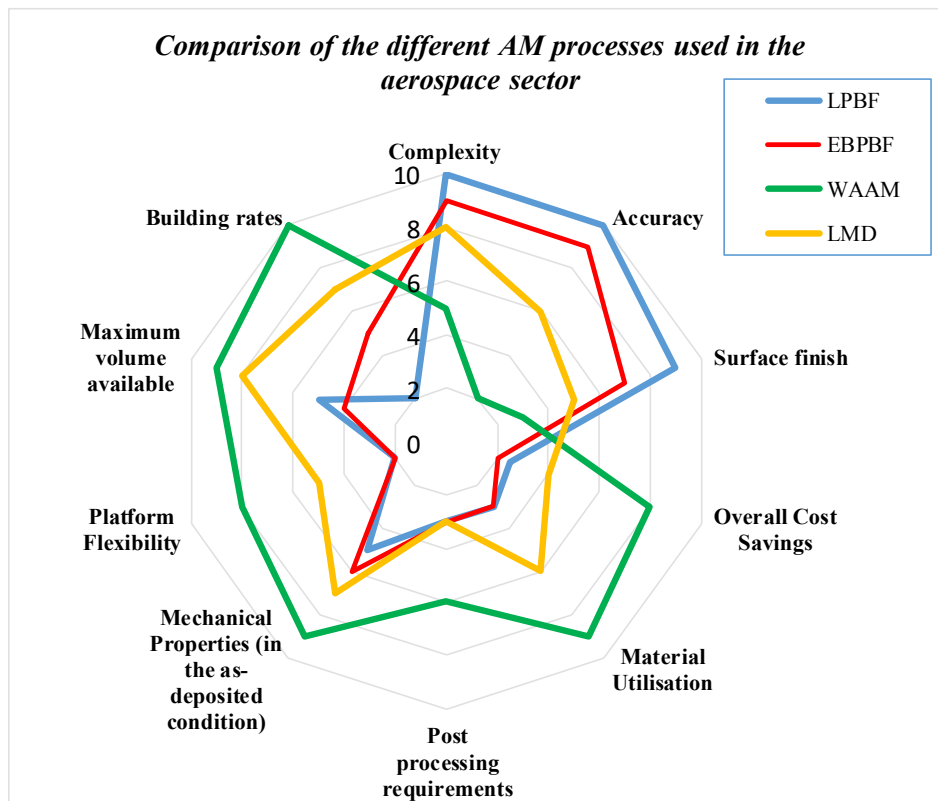 Comparison of the different AM processes used in the
aerospace sector
LPBF
EBPBF
WAAM
LMD
Complexity
Accuracy
Surface finish
Overall Cost
Savings
Material
Utilisation
Post
processing
requirements
Mechanical
Properties (in
the as-
deposited
condition)
Platform
Flexibility
Maximum
volume
available
Building rates
10
8
6
4
2
0